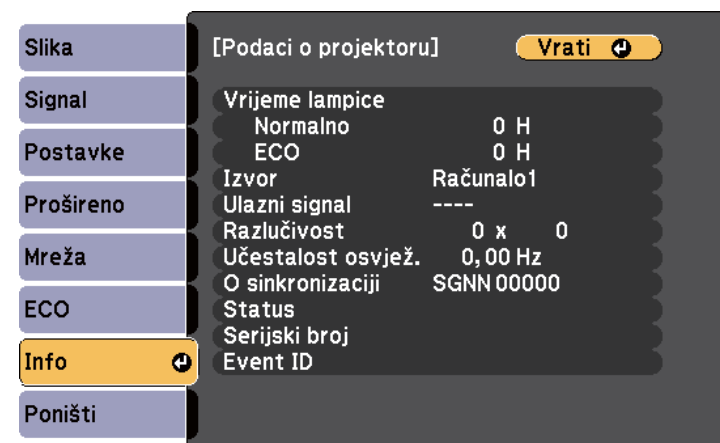 Slika
Signal
Postavke
Prošireno
Mreža
ECO
Info
Poništi
[Podaci o projektoru] Vrati
Vrijeme lampice
Normalno 0 H
ECO 0 H
Izvor Računalo1
Ulazni signal ----
Razlučivost 0 x 0
Učestalost osvjež. 0,00 Hz
O sinkronizaciji SGNN 00000
Status
Serijski broj
Event ID